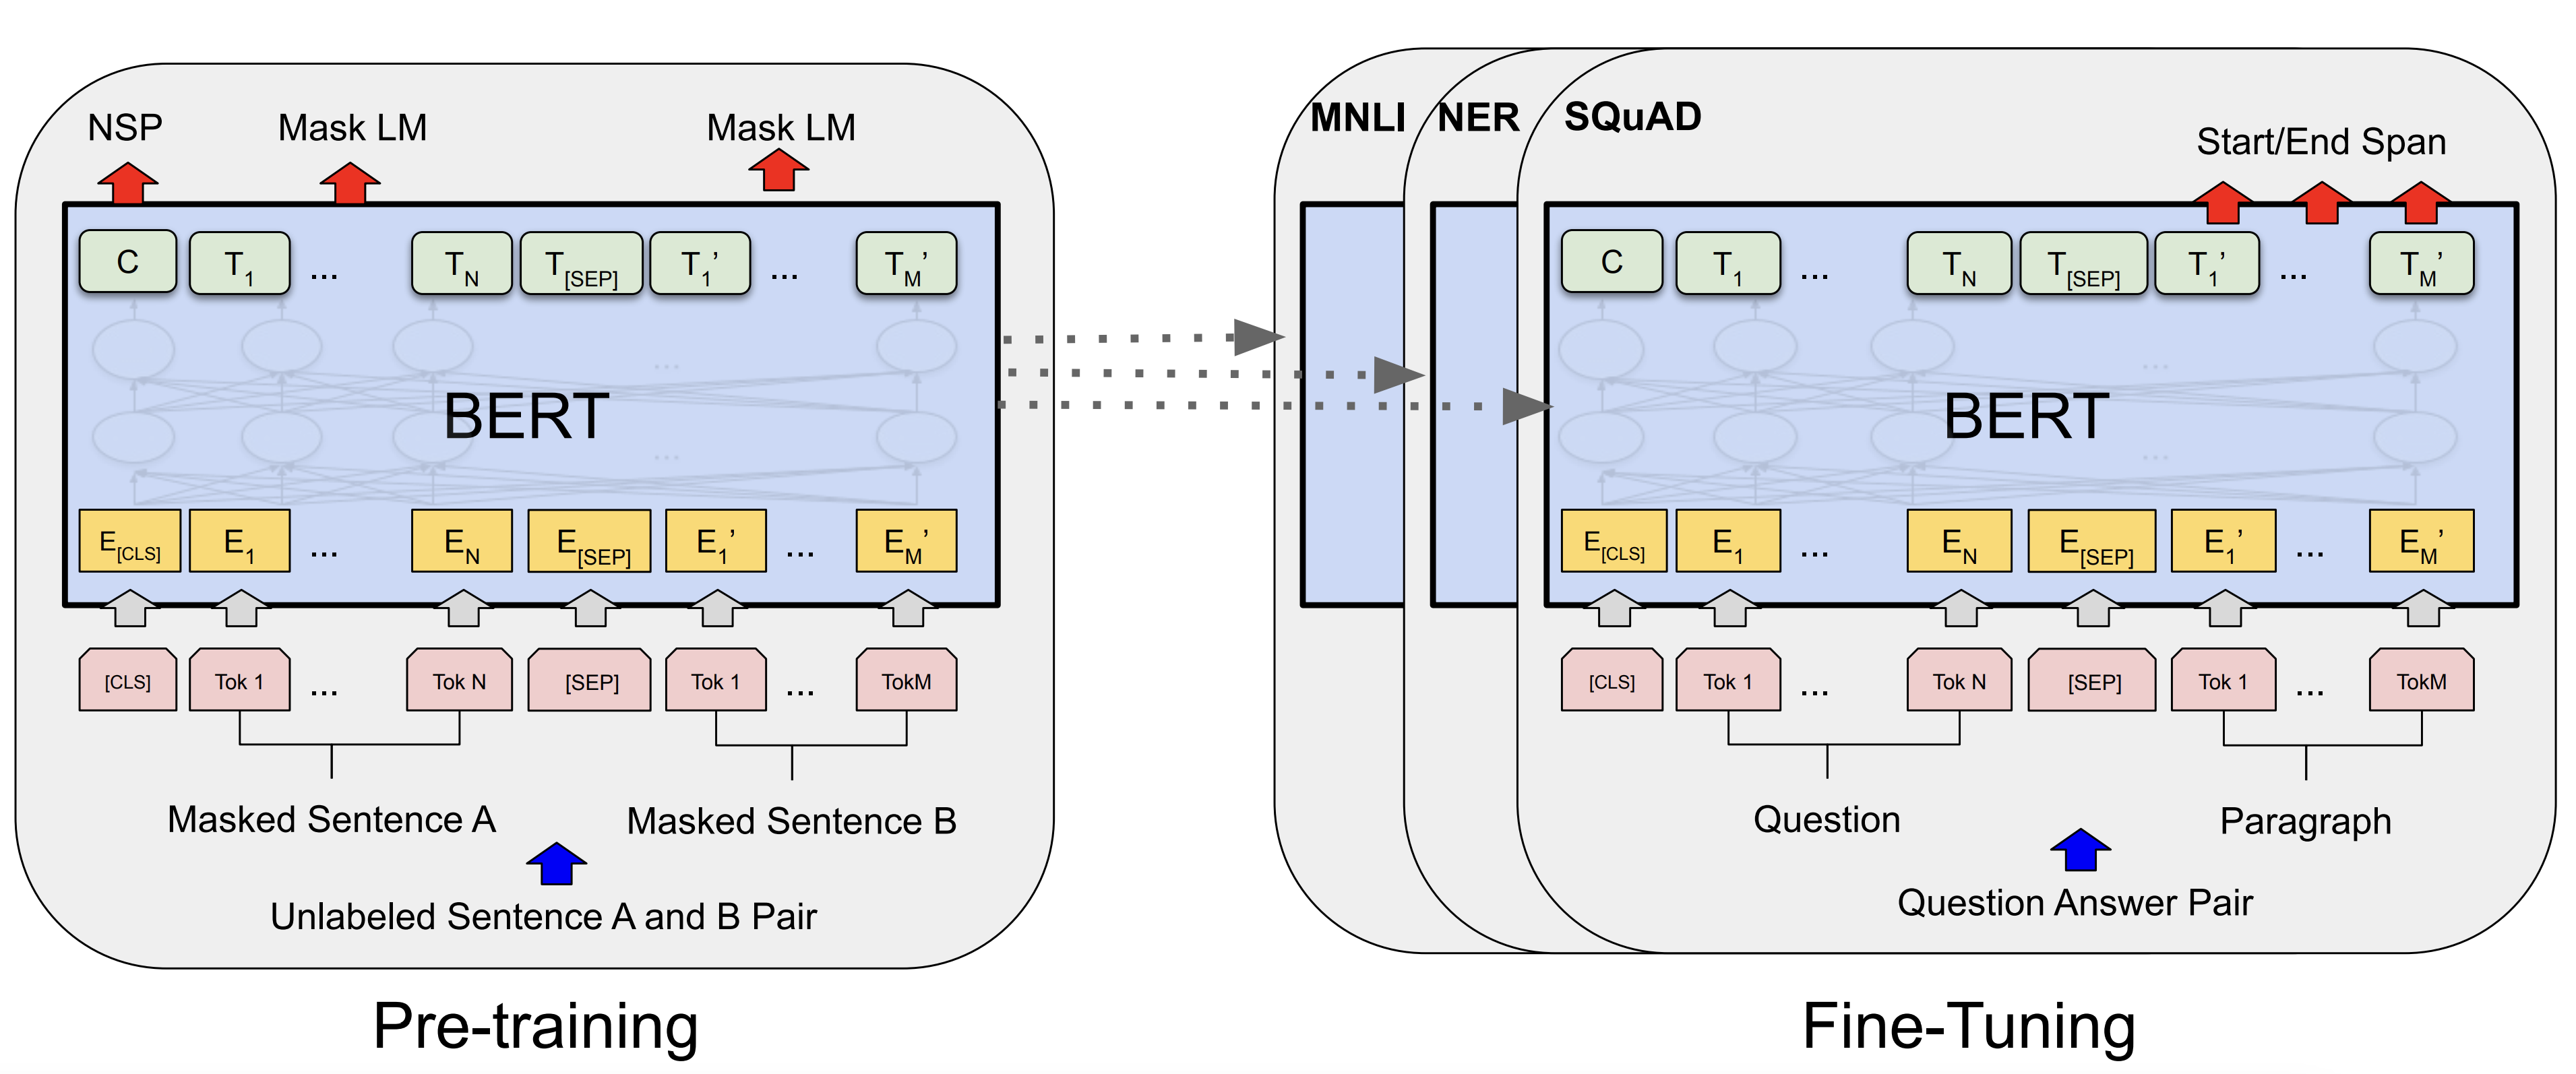 NSP Mask LM Mask LM
C T1 ... TN T[SEP] T1’ ... TM’
...
BERT
...
E[CLS] E1 ... EN E[SEP] E1’ ... EM’
[CLS] Tok 1 ... Tok N [SEP] Tok 1 ... TokM
Masked Sentence A Masked Sentence B
Unlabeled Sentence A and B Pair
Pre-training
MNLI NER SQuAD
Start/End Span
C T1 ... TN T[SEP] T1’ ... TM’
...
BERT
...
E[CLS] E1 ... EN E[SEP] E1’ ... EM’
[CLS] Tok 1 ... Tok N [SEP] Tok 1 ... TokM
Question Paragraph
Question Answer Pair
Fine-Tuning